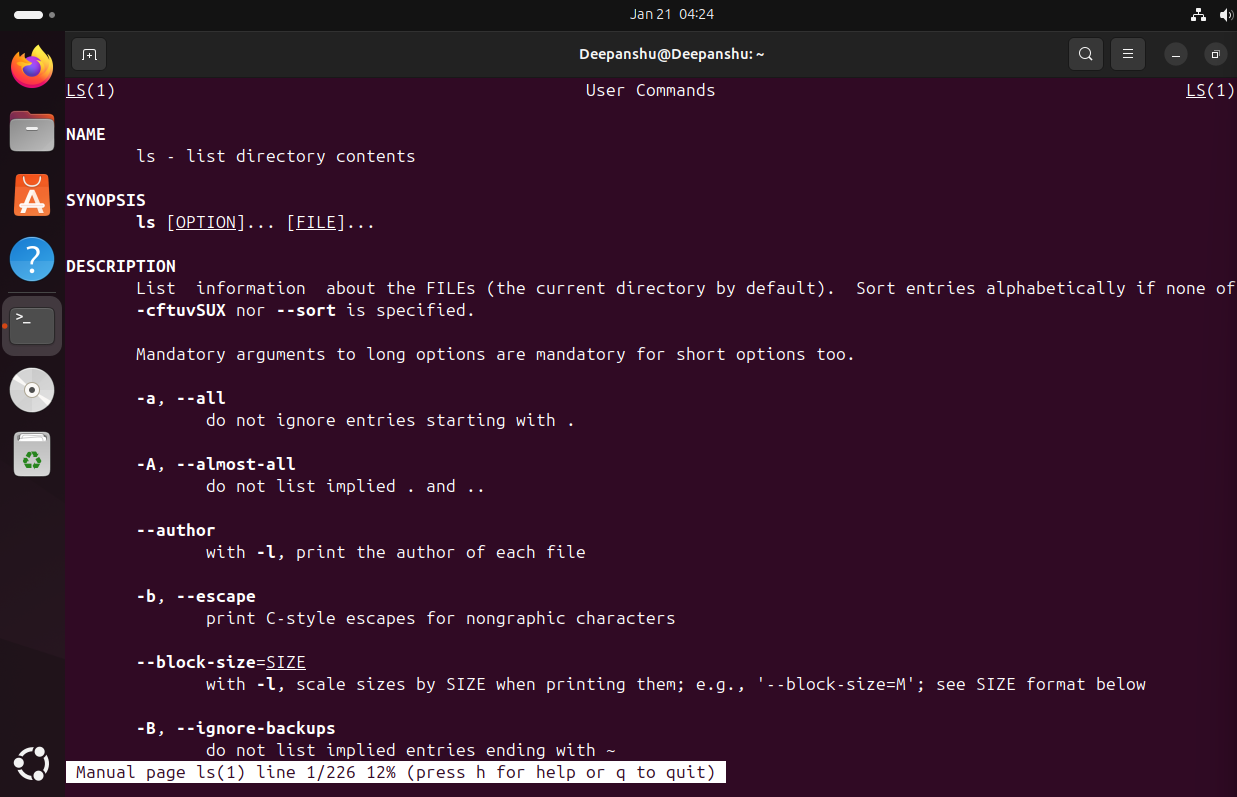 Jan 21 04:24
Deepanshu@Deepanshu: ~
LS(1) User Commands LS(1)
NAME
ls - list directory contents
SYNOPSIS
ls [OPTION]... [FILE]...
DESCRIPTION
List  information  about the FILEs (the current directory by default).  Sort entries alphabetically if none of
-cftuvSUX nor --sort is specified.
Mandatory arguments to long options are mandatory for short options too.
-a, --all
do not ignore entries starting with .
-A, --almost-all
do not list implied . and ..
--author
with -l, print the author of each file
-b, --escape
print C-style escapes for nongraphic characters
--block-size=SIZE
with -l, scale sizes by SIZE when printing them; e.g., '--block-size=M'; see SIZE format below
-B, --ignore-backups
do not list implied entries ending with ~
Manual page ls(1) line 1/226 12% (press h for help or q to quit)